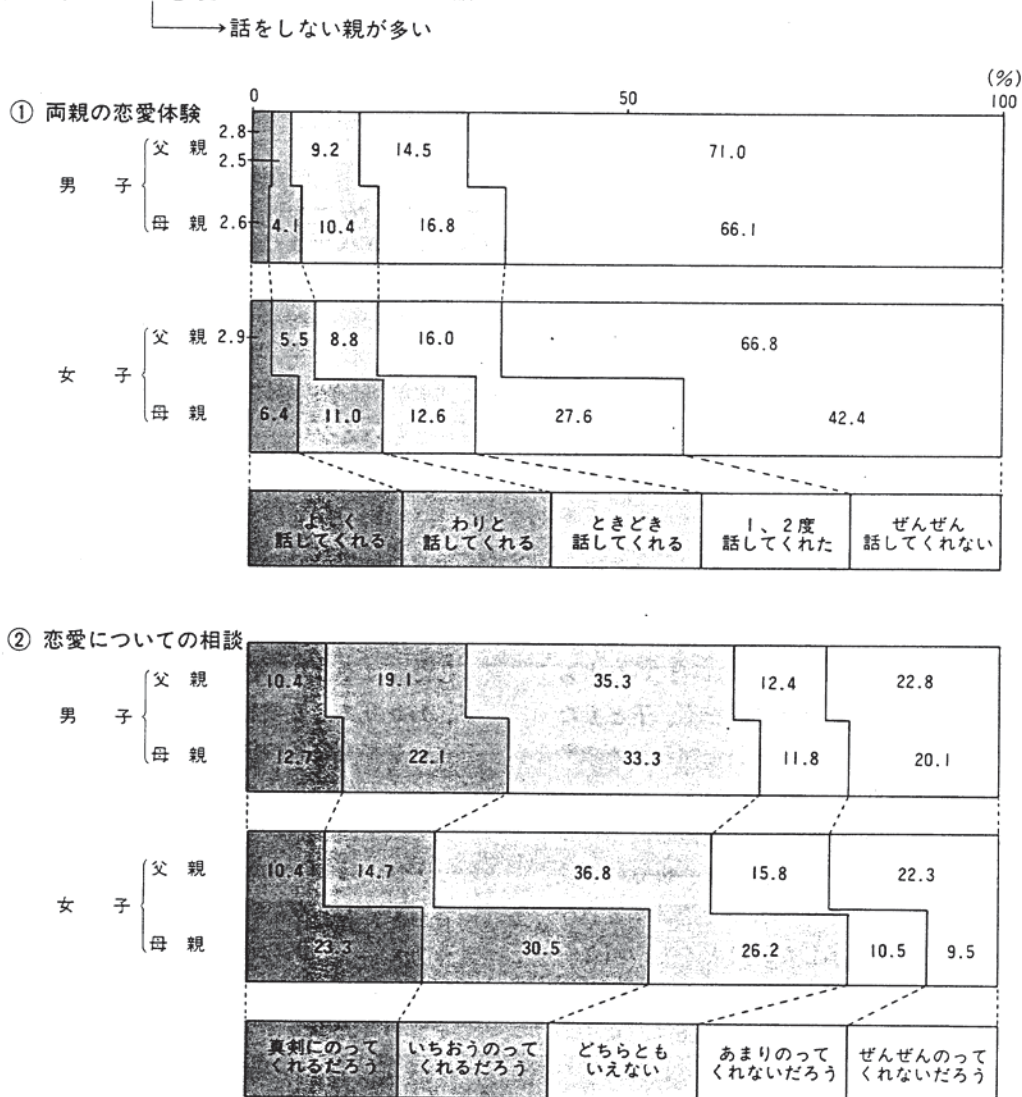 話をしない親が多い
(%)
0 50 100
① 両親の恋愛体験
男子
父親 2.8 2.5 9.2 14.5 71.0
母親 2.6 4.1 10.4 16.8 66.1
女子
父親 2.9 5.5 8.8 16.0 66.8
母親 6.4 11.0 12.6 27.6 42.4
よく
話してくれる
わりと
話してくれる
ときどき
話してくれる
1、2度
話してくれた
ぜんぜん
話してくれない
② 恋愛についての相談
男子
父親 10.4 19.1 35.3 12.4 22.8
母親 12.7 22.1 33.3 11.8 20.1
女子
父親 10.4 14.7 36.8 15.8 22.3
母親 23.3 30.5 26.2 10.5 9.5
真剣にのって
くれるだろう
いちおうのって
くれるだろう
どちらとも
いえない
あまりのって
くれないだろう
ぜんぜんのって
くれないだろう